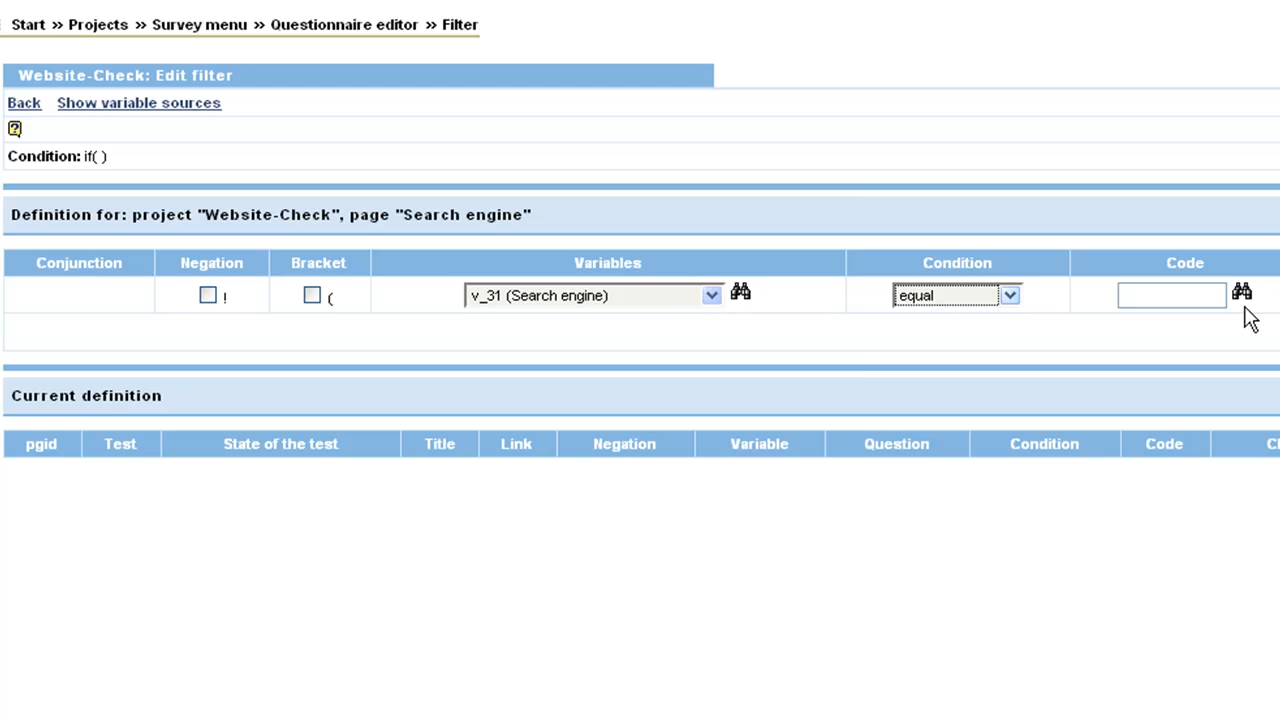 Start » Projects » Survey menu » Questionnaire editor » Filter
Website-Check: Edit filter
Back Show variable sources
?
Condition: if( )
Definition for: project "Website-Check", page "Search engine"
Conjunction Negation Bracket Variables Condition Code
! ( v_31 (Search engine) equal
Current definition
pgid Test State of the test Title Link Negation Variable Question Condition Code